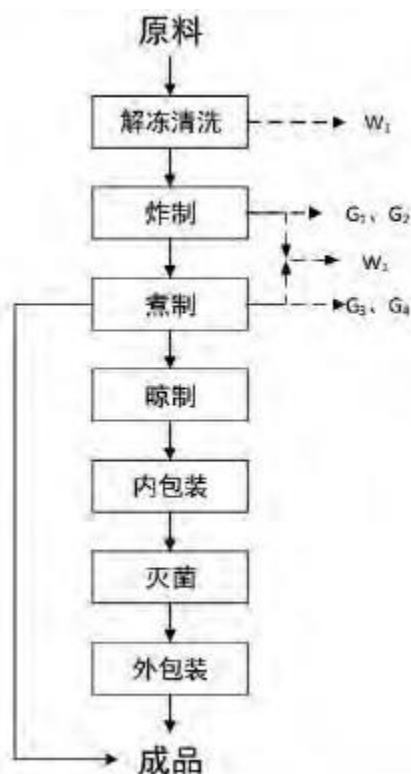 原料
解冻清洗
W₁
炸制
G₁、G₂
W₂
煮制
G₃、G₄
晾制
内包装
灭菌
外包装
成品